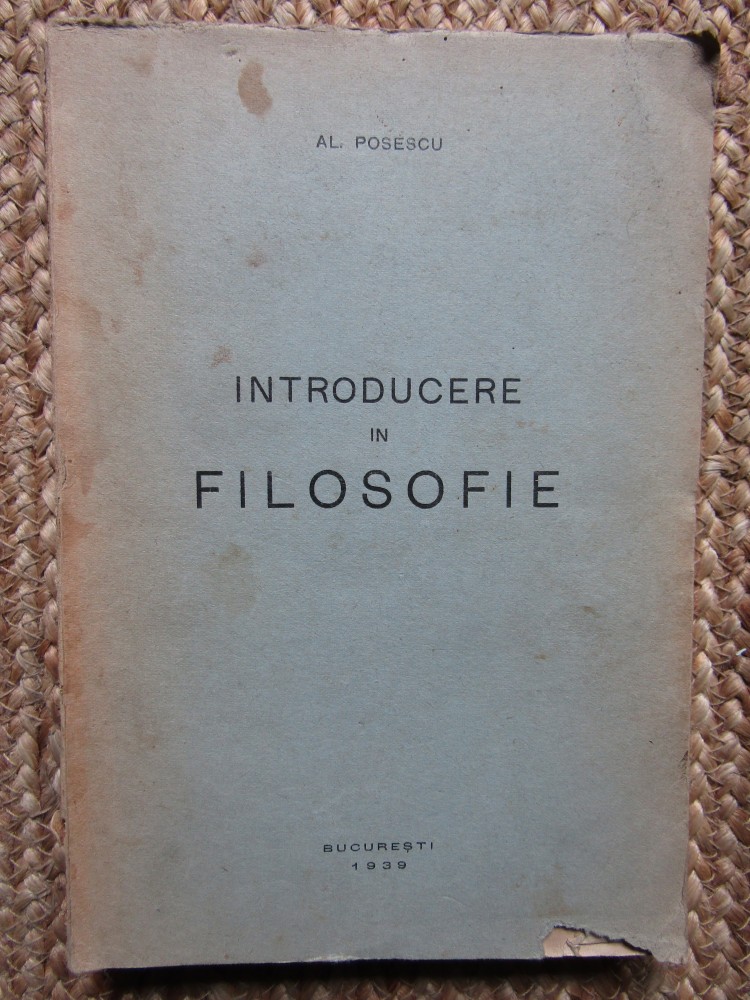 AL. POSESCU
INTRODUCERE
IN
FILOSOFIE
BUCUREȘTI
1939